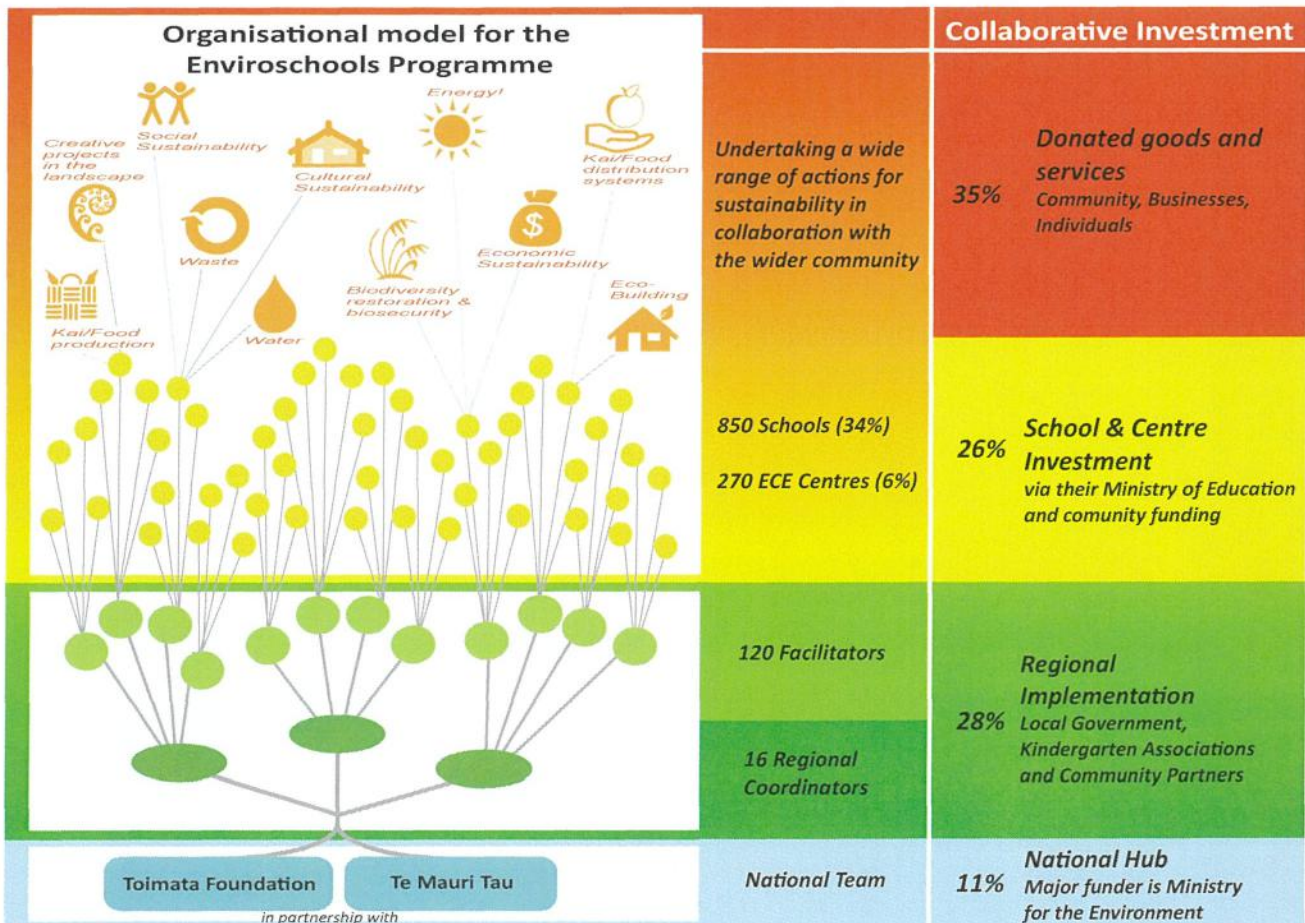 Organisational model for the
Enviroschools Programme
Creative
projects
in the
landscape
Social
Sustainability
Cultural
Sustainability
Energy!
Kai/Food
distribution
systems
Kai/Food
production
Waste
Water
Biodiversity
restoration &
biosecurity
Economic
Sustainability
Eco-
Building
Toimata Foundation
Te Mauri Tau
in partnership with
Undertaking a wide
range of actions for
sustainability in
collaboration with
the wider community
850 Schools (34%)
270 ECE Centres (6%)
120 Facilitators
16 Regional
Coordinators
National Team
Collaborative Investment
35%
Donated goods and
services
Community, Businesses,
Individuals
26%
School & Centre
Investment
via their Ministry of Education
and comunity funding
28%
Regional
Implementation
Local Government,
Kindergarten Associations
and Community Partners
11%
National Hub
Major funder is Ministry
for the Environment